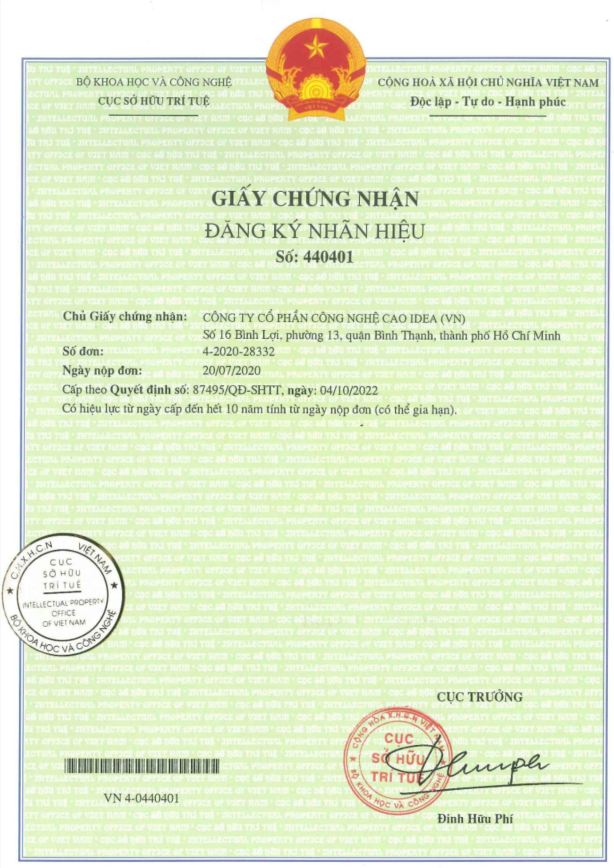 BỘ KHOA HỌC VÀ CÔNG NGHỆ
CỤC SỞ HỮU TRÍ TUỆ
CỘNG HOÀ XÃ HỘI CHỦ NGHĨA VIỆT NAM
Độc lập - Tự do - Hạnh phúc
GIẤY CHỨNG NHẬN
ĐĂNG KÝ NHÃN HIỆU
Số: 440401
Chủ Giấy chứng nhận: CÔNG TY CỔ PHẦN CÔNG NGHỆ CAO IDEA (VN)
Số 16 Bình Lợi, phường 13, quận Bình Thạnh, thành phố Hồ Chí Minh
Số đơn: 4-2020-28332
Ngày nộp đơn: 20/07/2020
Cấp theo Quyết định số: 87495/QĐ-SHTT, ngày: 04/10/2022
Có hiệu lực từ ngày cấp đến hết 10 năm tính từ ngày nộp đơn (có thể gia hạn).
C.H.X.H.C.N VIỆT NAM
CỤC
SỞ HỮU
TRÍ TUỆ
INTELLECTUAL PROPERTY
OFFICE
OF VIET NAM
BỘ KHOA HỌC VÀ CÔNG NGHỆ
CỤC TRƯỞNG
CỘNG HÒA X.H.C.N VIỆT NAM
CỤC
SỞ HỮU
TRÍ TUỆ
BỘ KHOA HỌC VÀ CÔNG NGHỆ
VN 4-0440401
Đinh Hữu Phí